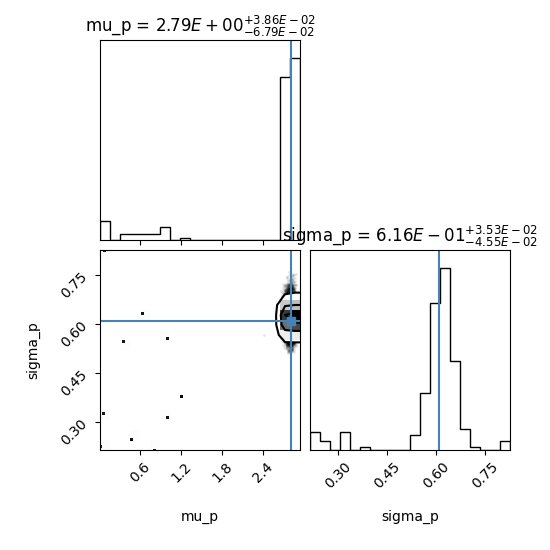 mu_p = 2.79E + 00 +3.86E − 02 −6.79E − 02
sigma_p = 6.16E − 01 +3.53E − 02 −4.55E − 02
sigma_p
0.75
0.60
0.45
0.30
0.6 1.2 1.8 2.4
0.30 0.45 0.60 0.75
mu_p
sigma_p